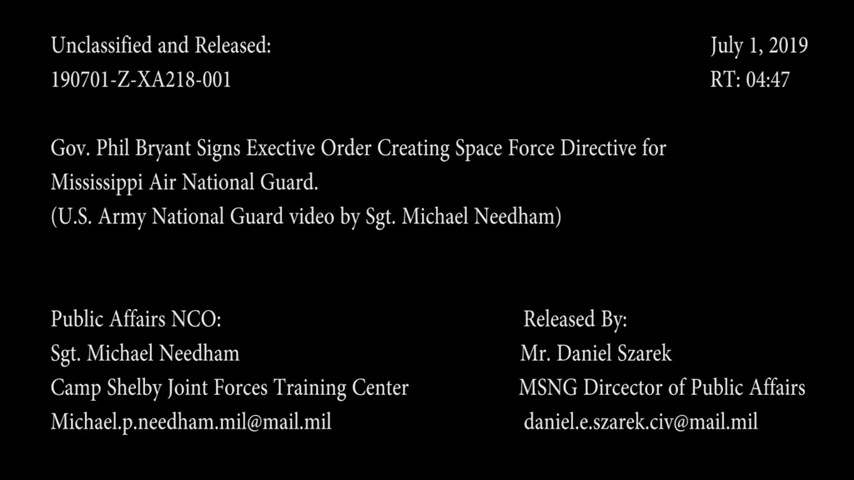 Unclassified and Released:
July 1, 2019
190701-Z-XA218-001
RT: 04:47
Gov. Phil Bryant Signs Exective Order Creating Space Force Directive for
Mississippi Air National Guard.
(U.S. Army National Guard video by Sgt. Michael Needham)
Public Affairs NCO:
Sgt. Michael Needham
Camp Shelby Joint Forces Training Center
Michael.p.needham.mil@mail.mil
Released By:
Mr. Daniel Szarek
MSNG Dircector of Public Affairs
daniel.e.szarek.civ@mail.mil